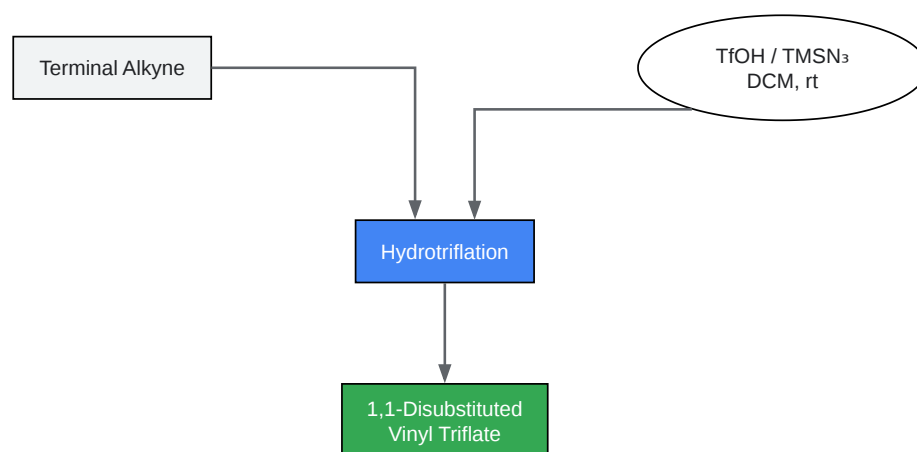 Terminal Alkyne
TfOH / TMSN₃
DCM, rt
Hydrotriflation
1,1-Disubstituted
Vinyl Triflate